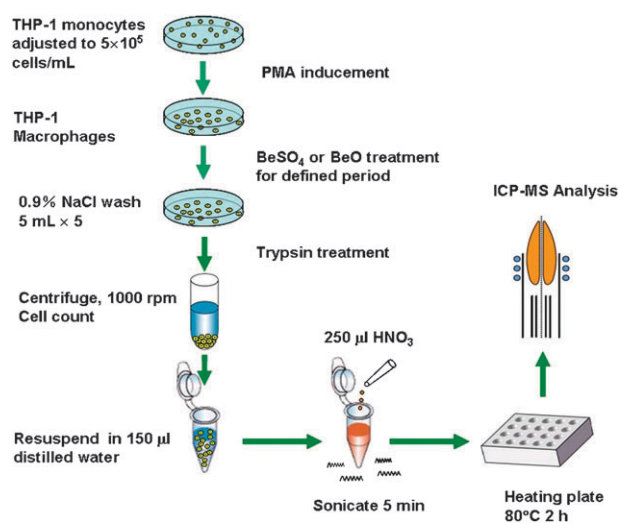 THP-1 monocytes
adjusted to 5×10⁵
cells/mL
PMA inducement
THP-1
Macrophages
BeSO₄ or BeO treatment
for defined period
0.9% NaCl wash
5 mL × 5
Trypsin treatment
Centrifuge, 1000 rpm
Cell count
Resuspend in 150 µl
distilled water
250 µl HNO₃
Sonicate 5 min
Heating plate
80ºC 2 h
ICP-MS Analysis